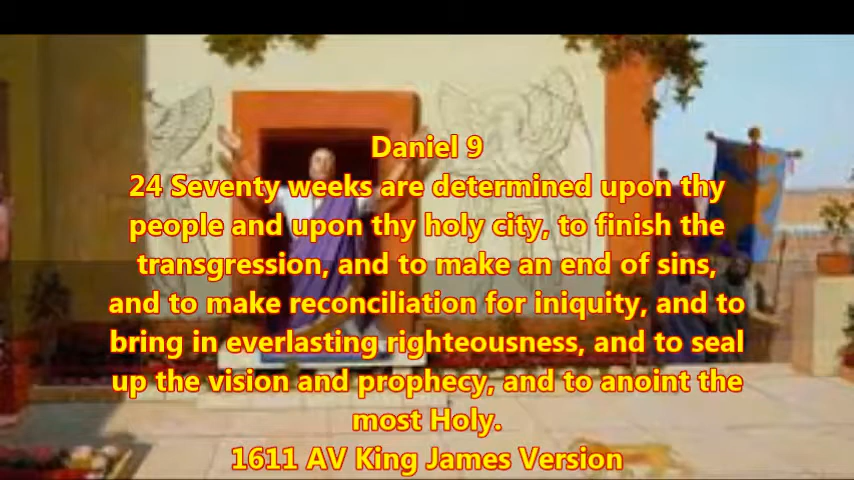 Daniel 9
24 Seventy weeks are determined upon thy
people and upon thy holy city, to finish the
transgression, and to make an end of sins,
and to make reconciliation for iniquity, and to
bring in everlasting righteousness, and to seal
up the vision and prophecy, and to anoint the
most Holy.
1611 AV King James Version